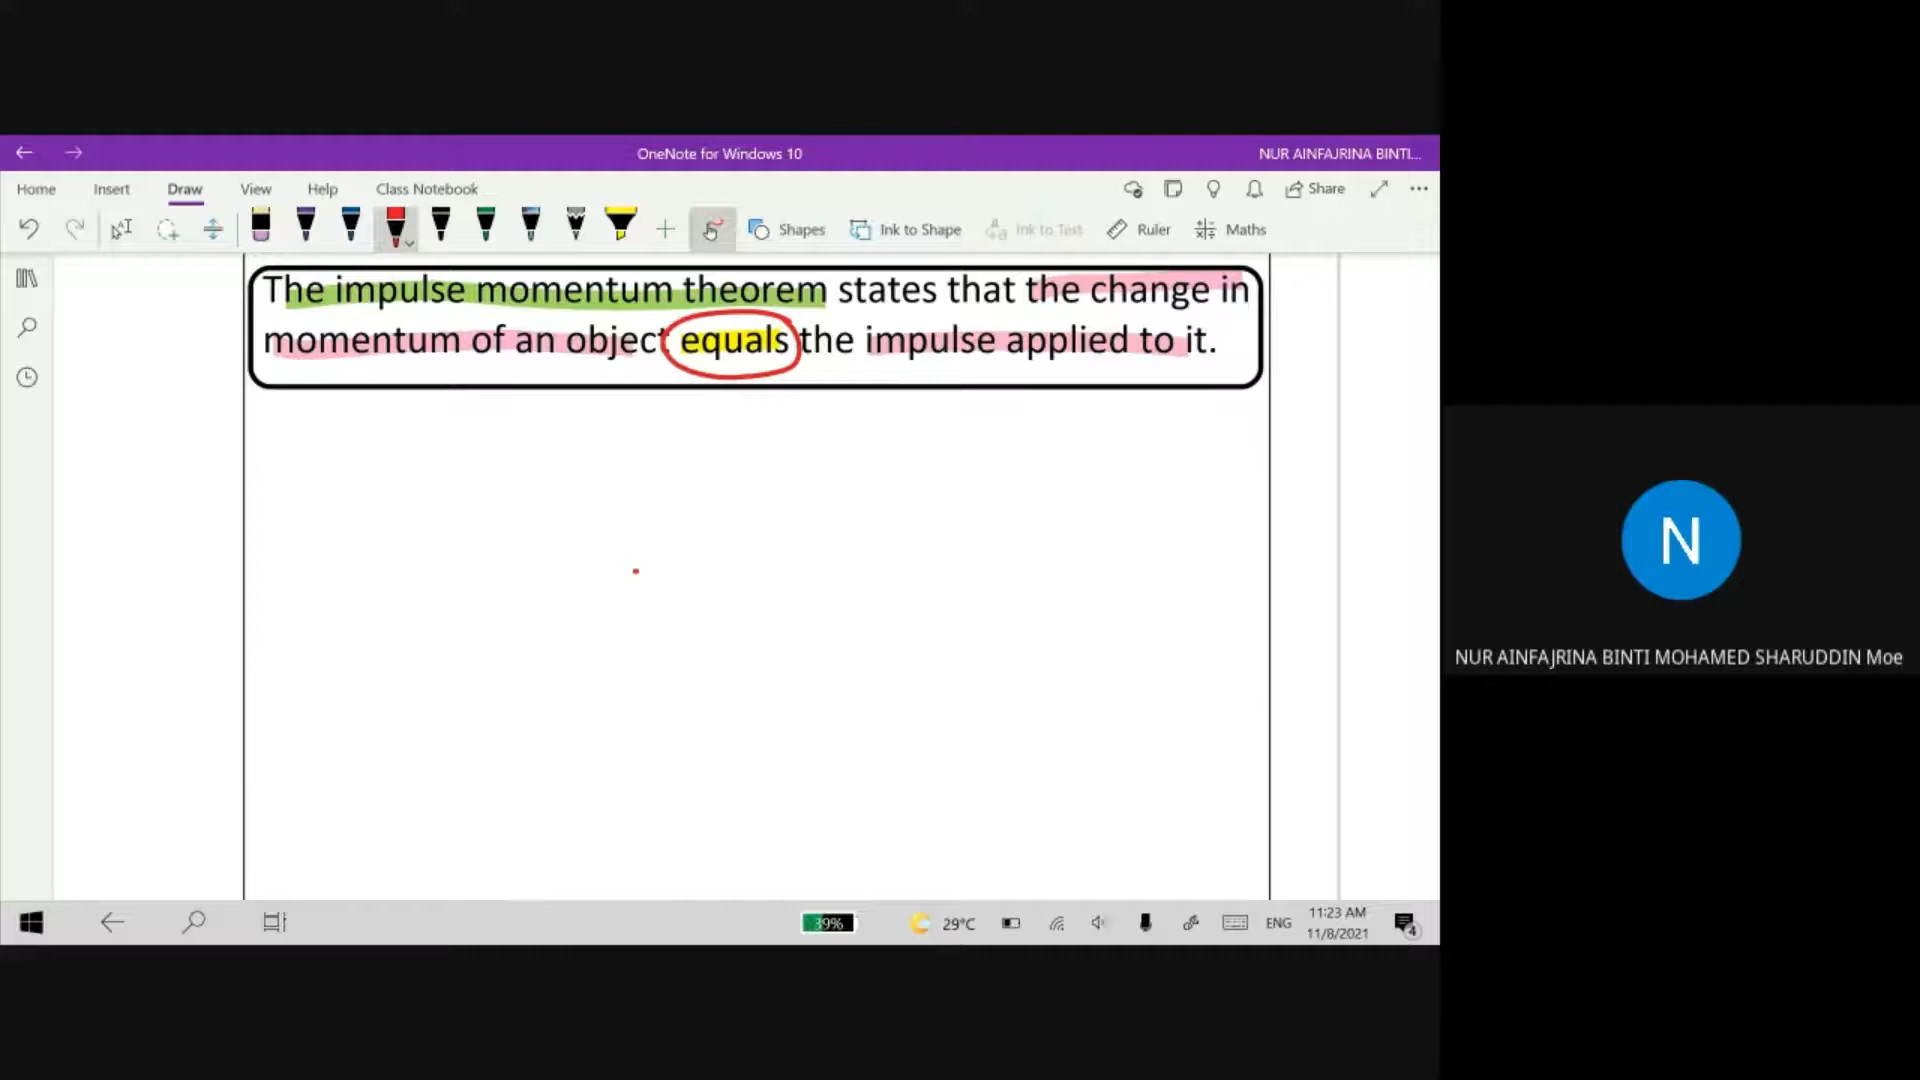 OneNote for Windows 10
NUR AINFAJRINA BINTI...
Home Insert Draw View Help Class Notebook
Share
Shapes Ink to Shape Ink to Text Ruler Maths
The impulse momentum theorem states that the change in
momentum of an object equals the impulse applied to it.
N
NUR AINFAJRINA BINTI MOHAMED SHARUDDIN Moe
39% 29°C ENG 11:23 AM
11/8/2021
4